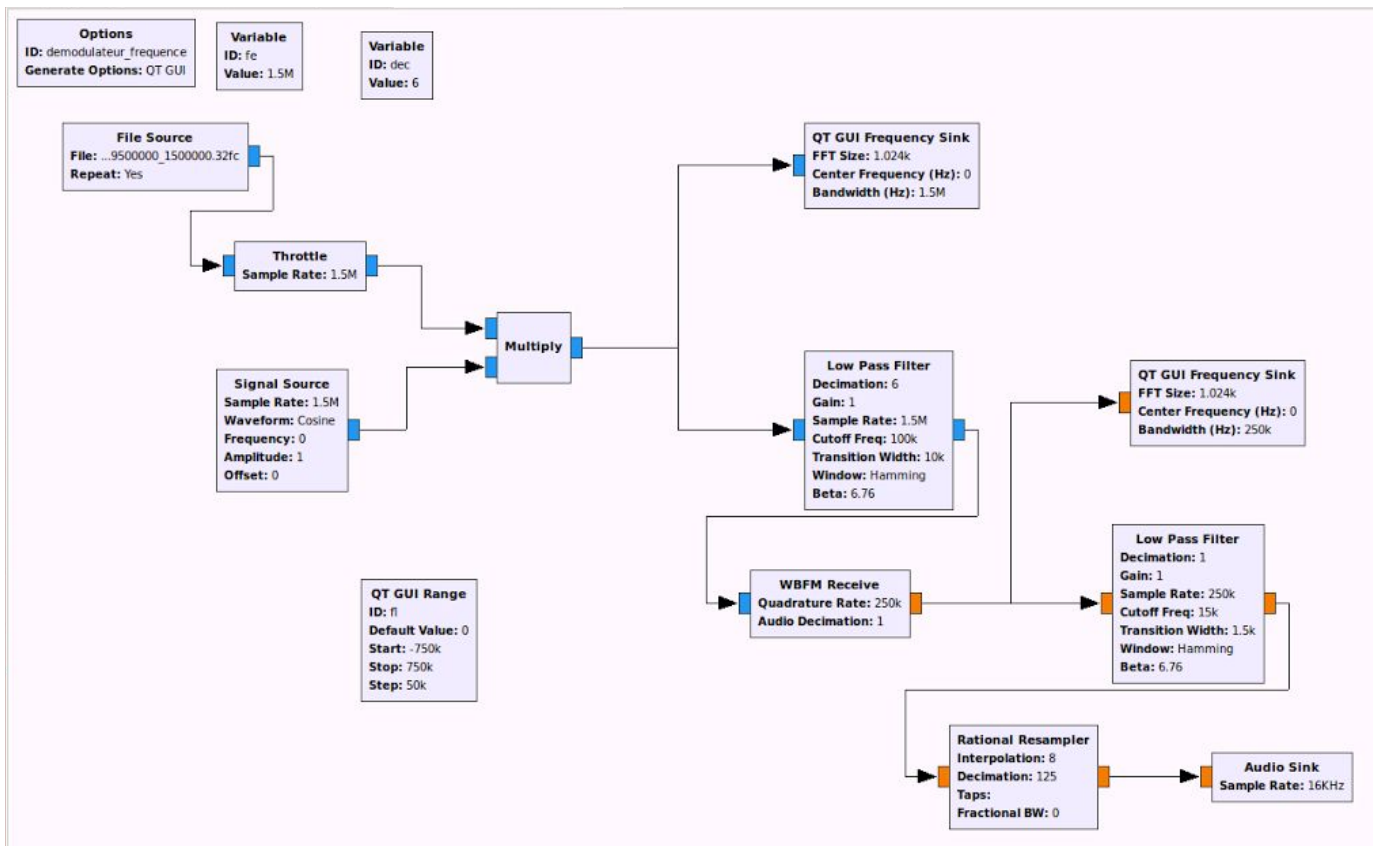 Options
ID: demodulateur_frequence
Generate Options: QT GUI
Variable
ID: fe
Value: 1.5M
Variable
ID: dec
Value: 6
File Source
File: ...9500000_1500000.32fc
Repeat: Yes
QT GUI Frequency Sink
FFT Size: 1.024k
Center Frequency (Hz): 0
Bandwidth (Hz): 1.5M
Throttle
Sample Rate: 1.5M
Multiply
Signal Source
Sample Rate: 1.5M
Waveform: Cosine
Frequency: 0
Amplitude: 1
Offset: 0
Low Pass Filter
Decimation: 6
Gain: 1
Sample Rate: 1.5M
Cutoff Freq: 100k
Transition Width: 10k
Window: Hamming
Beta: 6.76
QT GUI Frequency Sink
FFT Size: 1.024k
Center Frequency (Hz): 0
Bandwidth (Hz): 250k
QT GUI Range
ID: fl
Default Value: 0
Start: -750k
Stop: 750k
Step: 50k
WBFM Receive
Quadrature Rate: 250k
Audio Decimation: 1
Low Pass Filter
Decimation: 1
Gain: 1
Sample Rate: 250k
Cutoff Freq: 15k
Transition Width: 1.5k
Window: Hamming
Beta: 6.76
Rational Resampler
Interpolation: 8
Decimation: 125
Taps:
Fractional BW: 0
Audio Sink
Sample Rate: 16KHz